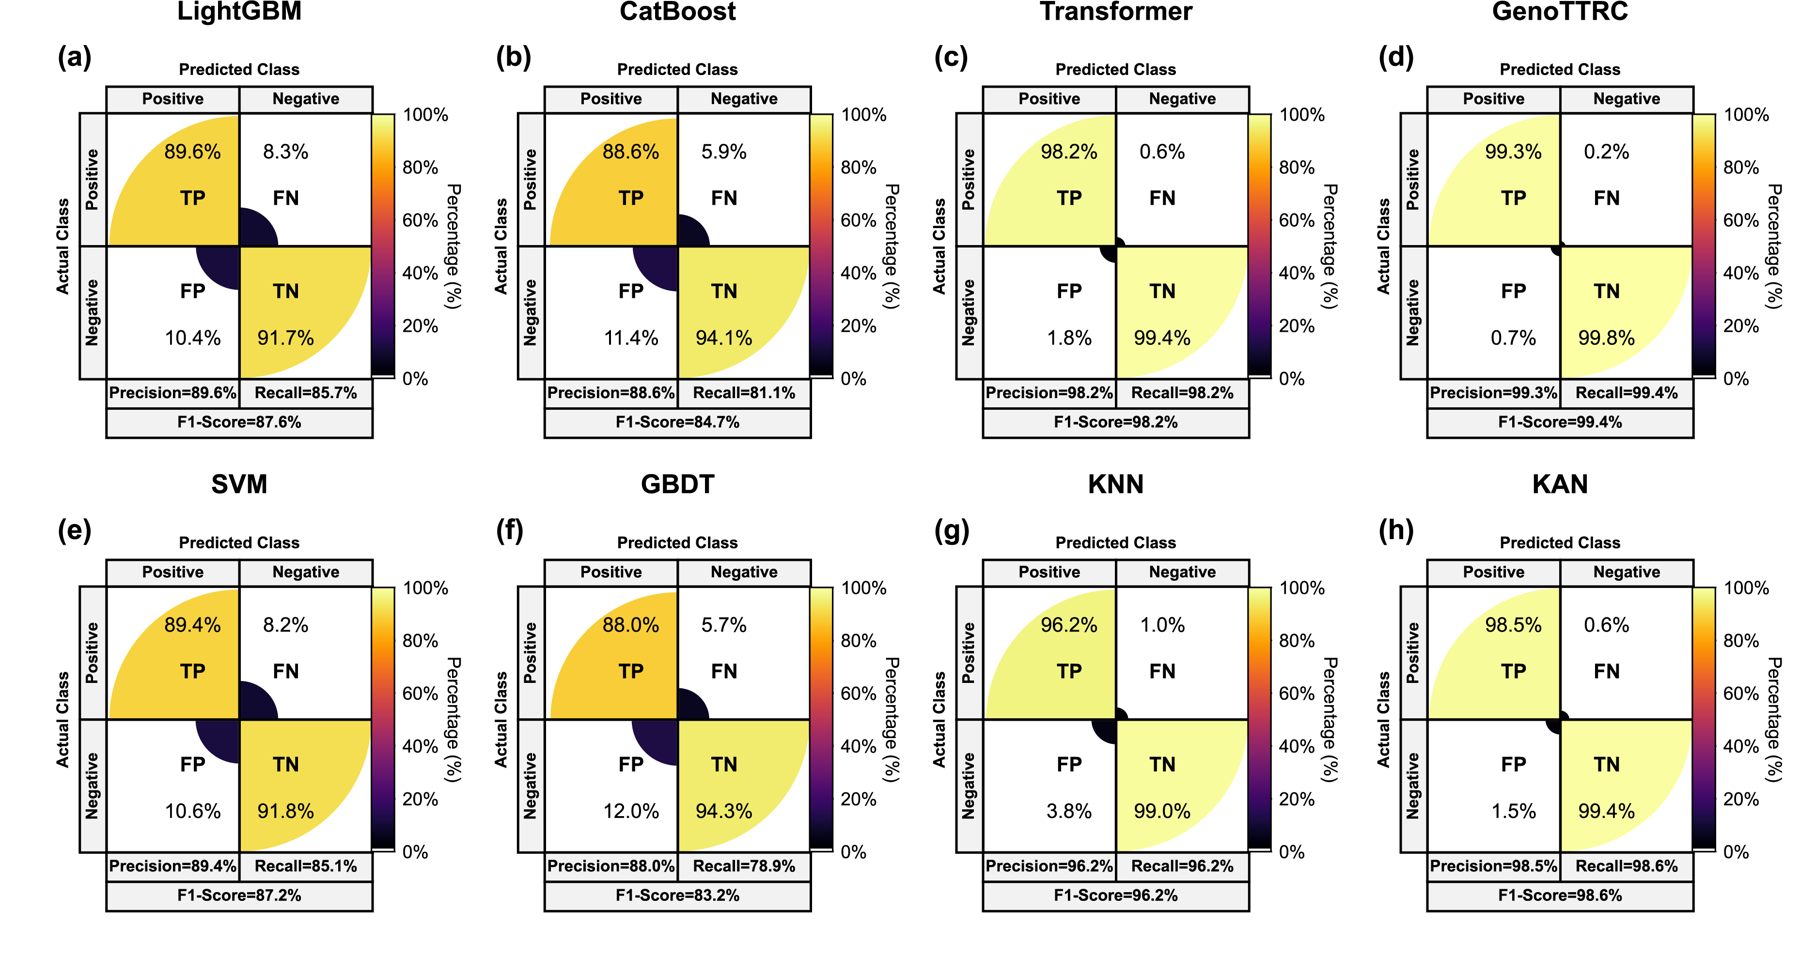 LightGBM
(a)
Predicted Class
Positive Negative
Actual Class
Positive
Negative
89.6% 8.3%
TP FN
FP TN
10.4% 91.7%
Precision=89.6% Recall=85.7%
F1-Score=87.6%
100%
80%
60%
40%
20%
0%
Percentage (%)
CatBoost
(b)
Predicted Class
Positive Negative
Actual Class
Positive
Negative
88.6% 5.9%
TP FN
FP TN
11.4% 94.1%
Precision=88.6% Recall=81.1%
F1-Score=84.7%
100%
80%
60%
40%
20%
0%
Percentage (%)
Transformer
(c)
Predicted Class
Positive Negative
Actual Class
Positive
Negative
98.2% 0.6%
TP FN
FP TN
1.8% 99.4%
Precision=98.2% Recall=98.2%
F1-Score=98.2%
100%
80%
60%
40%
20%
0%
Percentage (%)
GenoTTRC
(d)
Predicted Class
Positive Negative
Actual Class
Positive
Negative
99.3% 0.2%
TP FN
FP TN
0.7% 99.8%
Precision=99.3% Recall=99.4%
F1-Score=99.4%
100%
80%
60%
40%
20%
0%
Percentage (%)
SVM
(e)
Predicted Class
Positive Negative
Actual Class
Positive
Negative
89.4% 8.2%
TP FN
FP TN
10.6% 91.8%
Precision=89.4% Recall=85.1%
F1-Score=87.2%
100%
80%
60%
40%
20%
0%
Percentage (%)
GBDT
(f)
Predicted Class
Positive Negative
Actual Class
Positive
Negative
88.0% 5.7%
TP FN
FP TN
12.0% 94.3%
Precision=88.0% Recall=78.9%
F1-Score=83.2%
100%
80%
60%
40%
20%
0%
Percentage (%)
KNN
(g)
Predicted Class
Positive Negative
Actual Class
Positive
Negative
96.2% 1.0%
TP FN
FP TN
3.8% 99.0%
Precision=96.2% Recall=96.2%
F1-Score=96.2%
100%
80%
60%
40%
20%
0%
Percentage (%)
KAN
(h)
Predicted Class
Positive Negative
Actual Class
Positive
Negative
98.5% 0.6%
TP FN
FP TN
1.5% 99.4%
Precision=98.5% Recall=98.6%
F1-Score=98.6%
100%
80%
60%
40%
20%
0%
Percentage (%)